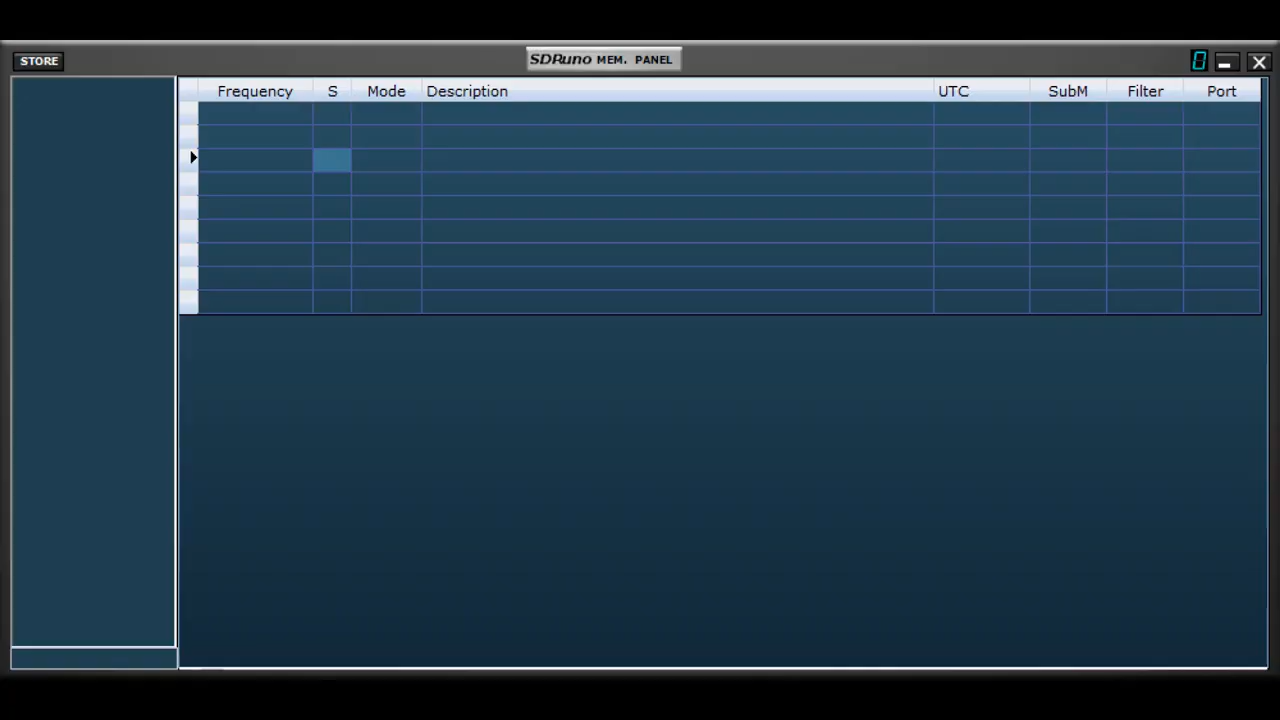 STORE
SDRuno MEM. PANEL
0
Frequency S Mode Description UTC SubM Filter Port